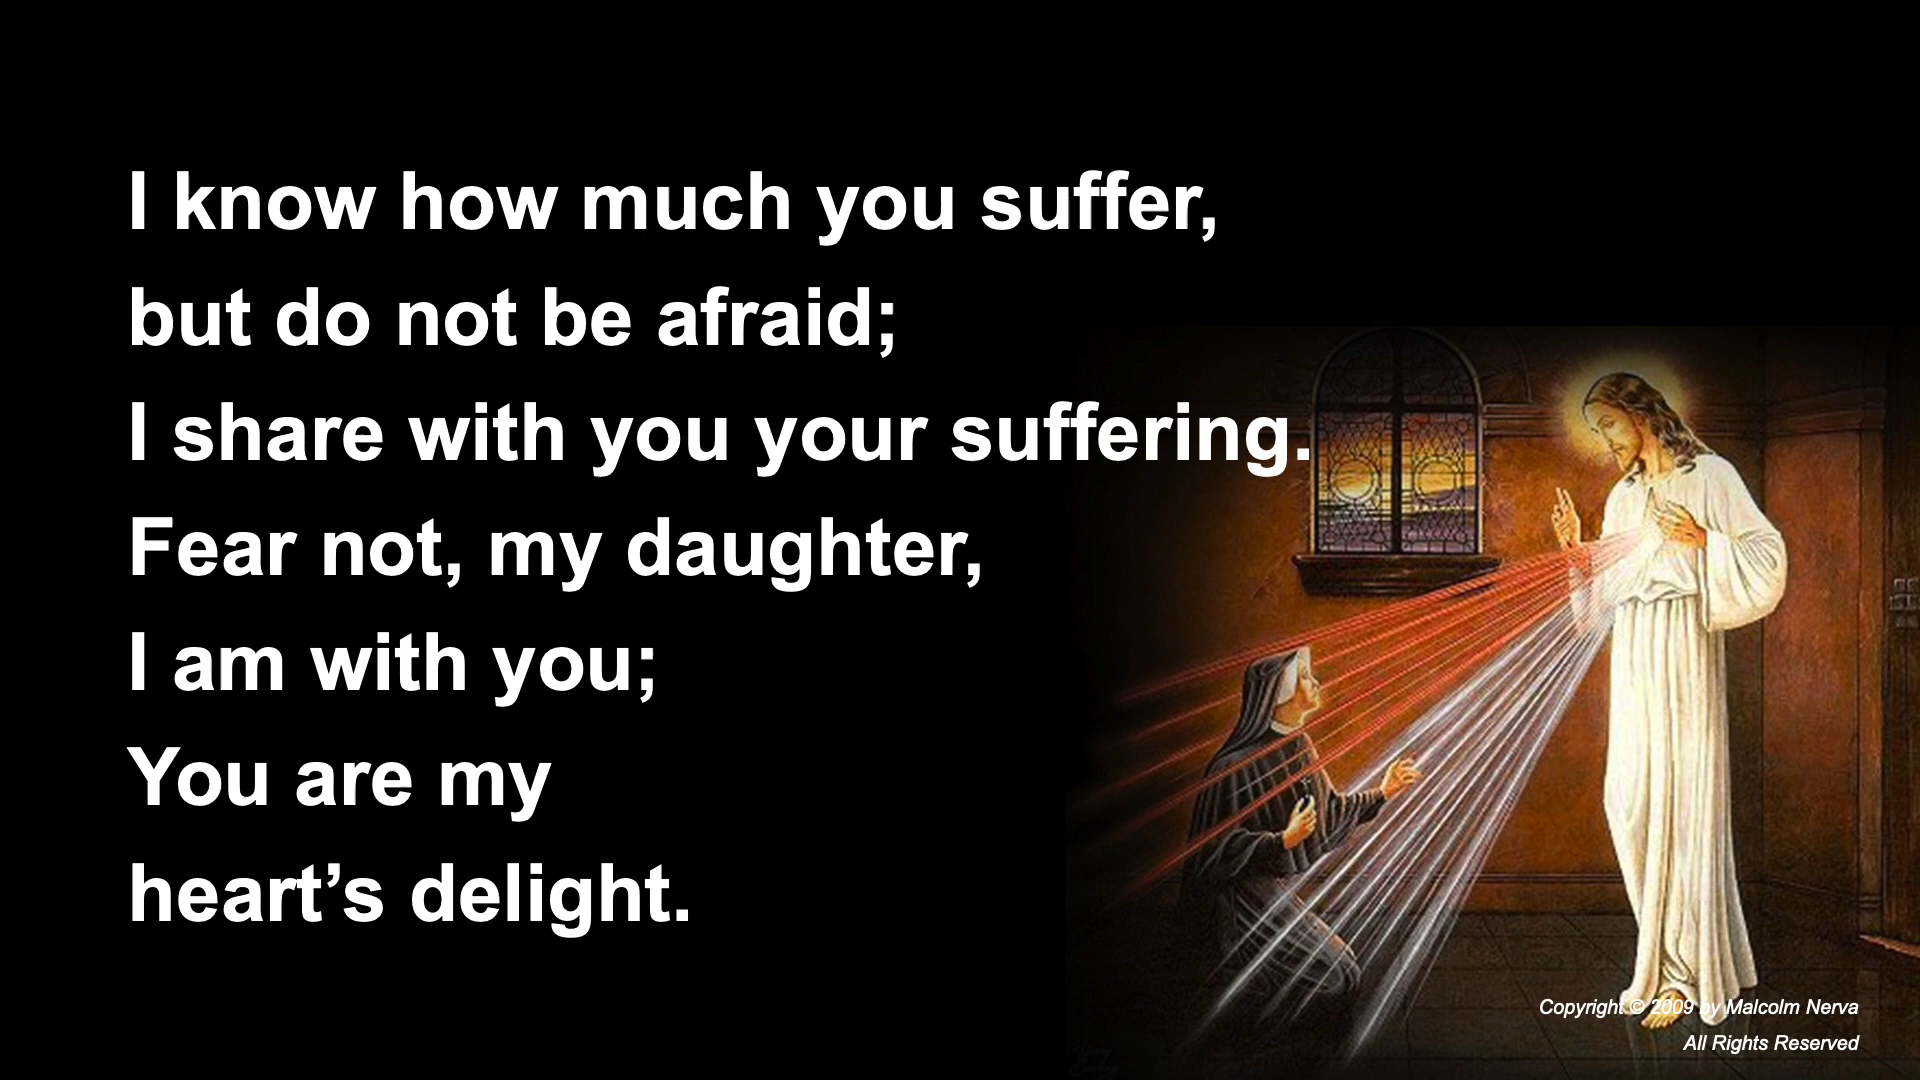 I know how much you suffer,
but do not be afraid;
I share with you your suffering.
Fear not, my daughter,
I am with you;
You are my
heart’s delight.
Copyright © 2009 by Malcolm Nerva
All Rights Reserved